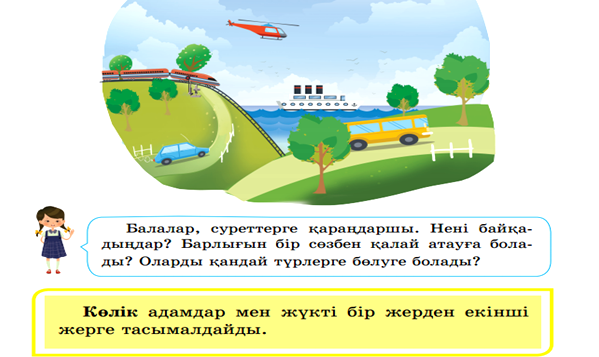 Балалар, суреттерге қараңдаршы. Нені байқа-
дыңдар? Барлығын бір сөзбен қалай атауға бола-
ды? Оларды қандай түрлерге бөлуге болады?
Көлік адамдар мен жүкті бір жерден екінші
жерге тасымалдайды.